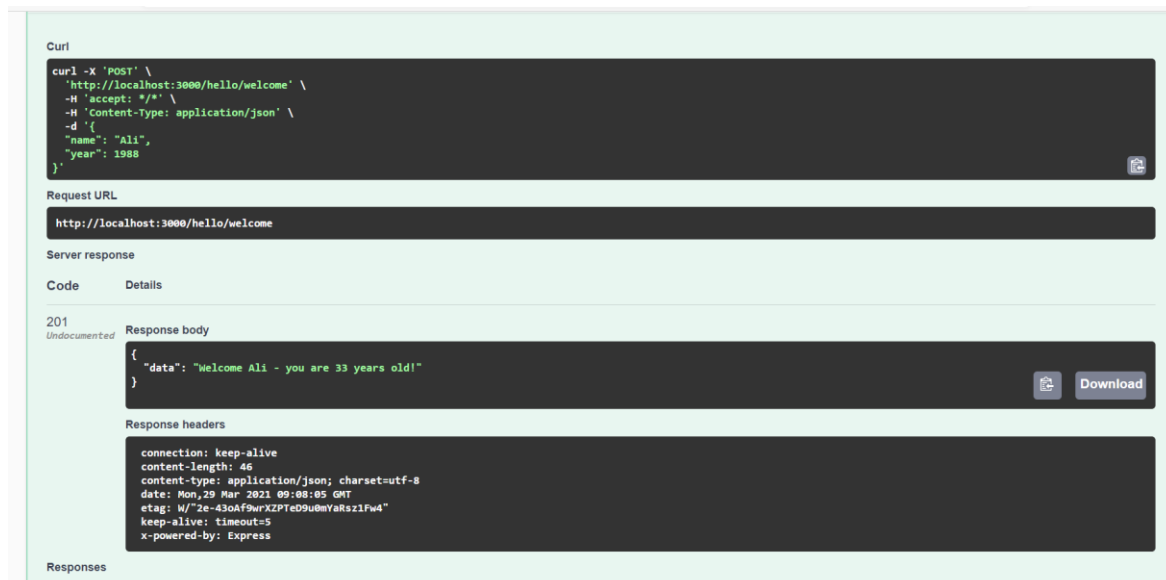 Curl
curl -X 'POST' \
'http://localhost:3000/hello/welcome' \
-H 'accept: */*' \
-H 'Content-Type: application/json' \
-d '{
"name": "Ali",
"year": 1988
}'
Request URL
http://localhost:3000/hello/welcome
Server response
Code Details
201
Undocumented
Response body
{
"data": "Welcome Ali - you are 33 years old!"
}
Download
Response headers
connection: keep-alive
content-length: 46
content-type: application/json; charset=utf-8
date: Mon,29 Mar 2021 09:08:05 GMT
etag: W/"2e-43oAf9wrXZPTeD9u0mYaRsz1Fw4"
keep-alive: timeout=5
x-powered-by: Express
Responses